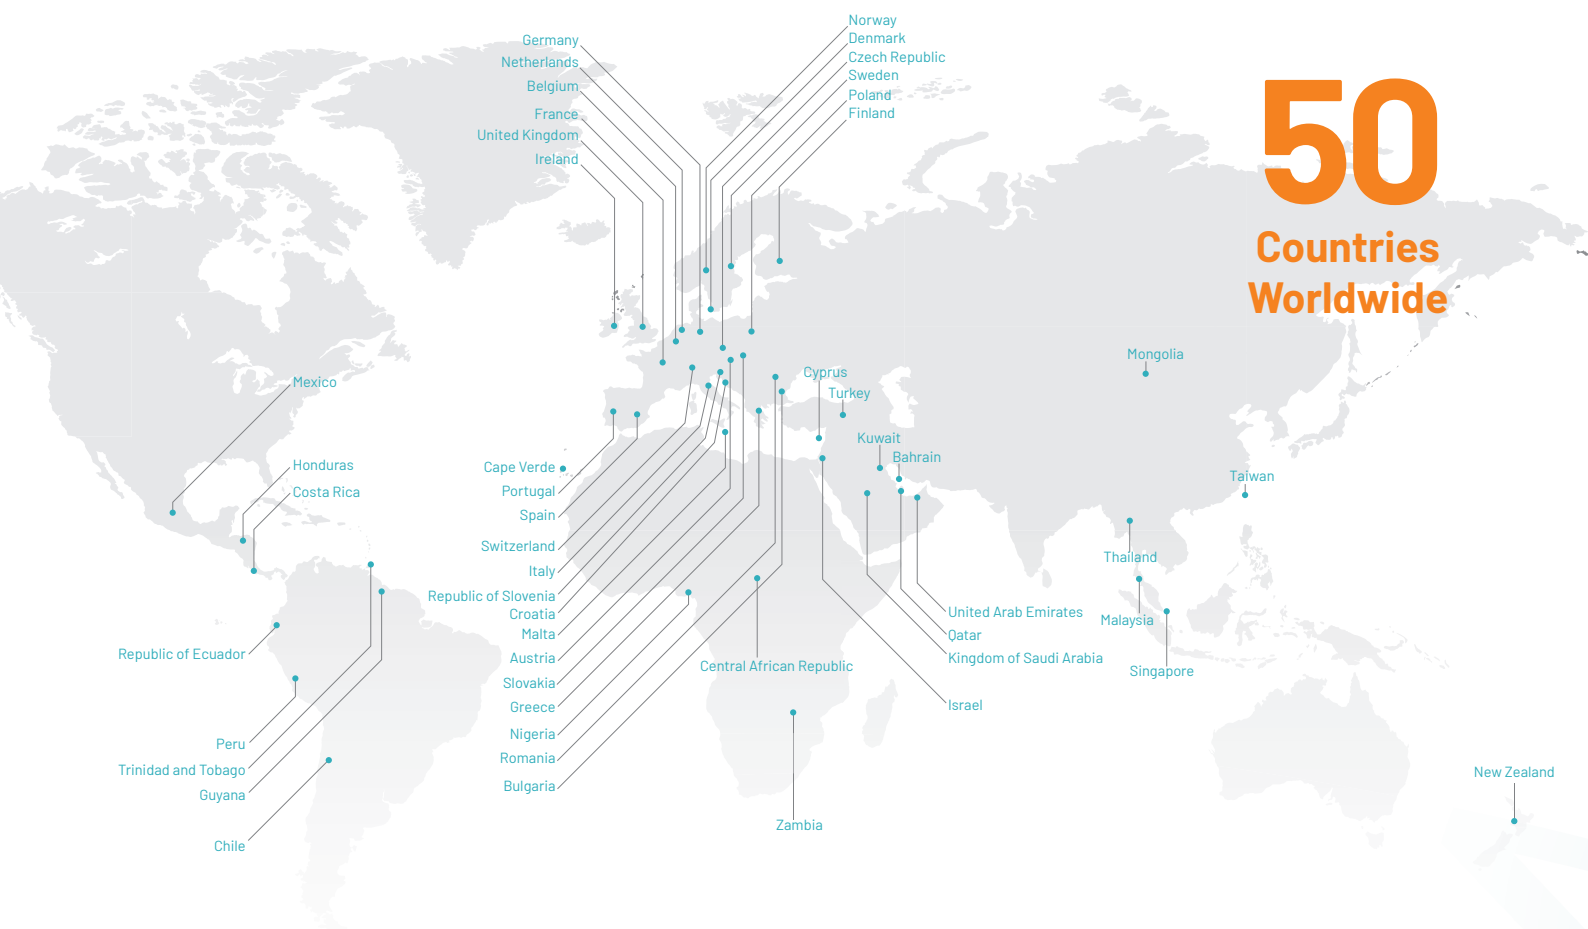 Germany
Netherlands
Belgium
France
United Kingdom
Ireland
Norway
Denmark
Czech Republic
Sweden
Poland
Finland
50
Countries
Worldwide
Mexico
Honduras
Costa Rica
Cape Verde
Portugal
Spain
Switzerland
Italy
Republic of Slovenia
Croatia
Malta
Austria
Slovakia
Greece
Nigeria
Romania
Bulgaria
Cyprus
Turkey
Kuwait
Bahrain
Mongolia
Taiwan
Thailand
Malaysia
Singapore
United Arab Emirates
Qatar
Kingdom of Saudi Arabia
Israel
Central African Republic
Zambia
Republic of Ecuador
Peru
Trinidad and Tobago
Guyana
Chile
New Zealand